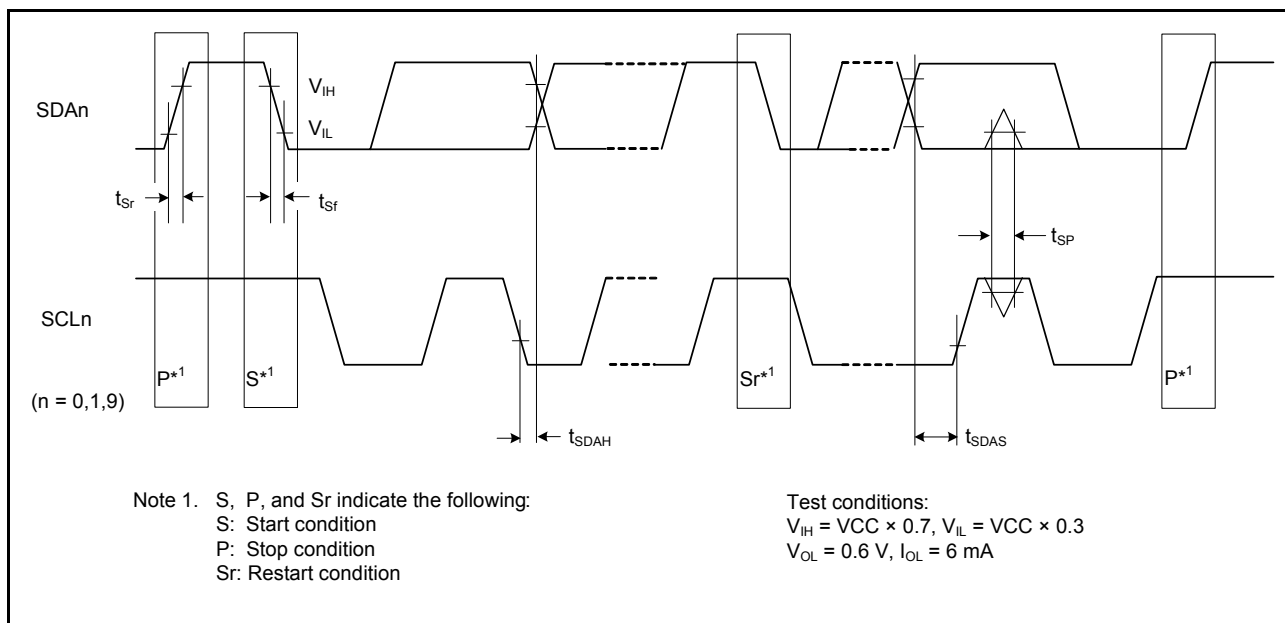 SDAn
V_IH
V_IL
t_Sr
t_Sf
t_SP
SCLn
P*1
S*1
Sr*1
P*1
(n = 0,1,9)
t_SDAH
t_SDAS
Note 1. S, P, and Sr indicate the following:
S: Start condition
P: Stop condition
Sr: Restart condition
Test conditions:
V_IH = VCC × 0.7, V_IL = VCC × 0.3
V_OL = 0.6 V, I_OL = 6 mA